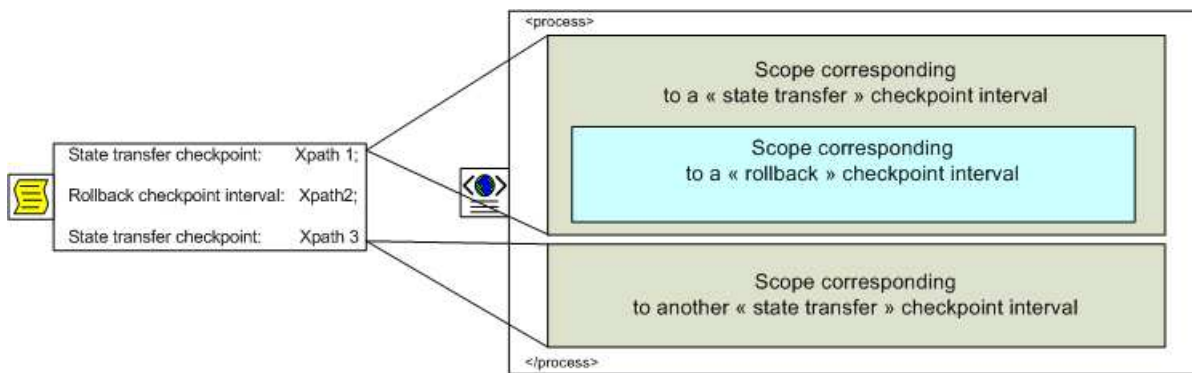 <process>
Scope corresponding
to a « state transfer » checkpoint interval
Scope corresponding
to a « rollback » checkpoint interval
State transfer checkpoint: Xpath 1;
Rollback checkpoint interval: Xpath2;
State transfer checkpoint: Xpath 3
Scope corresponding
to another « state transfer » checkpoint interval
</process>